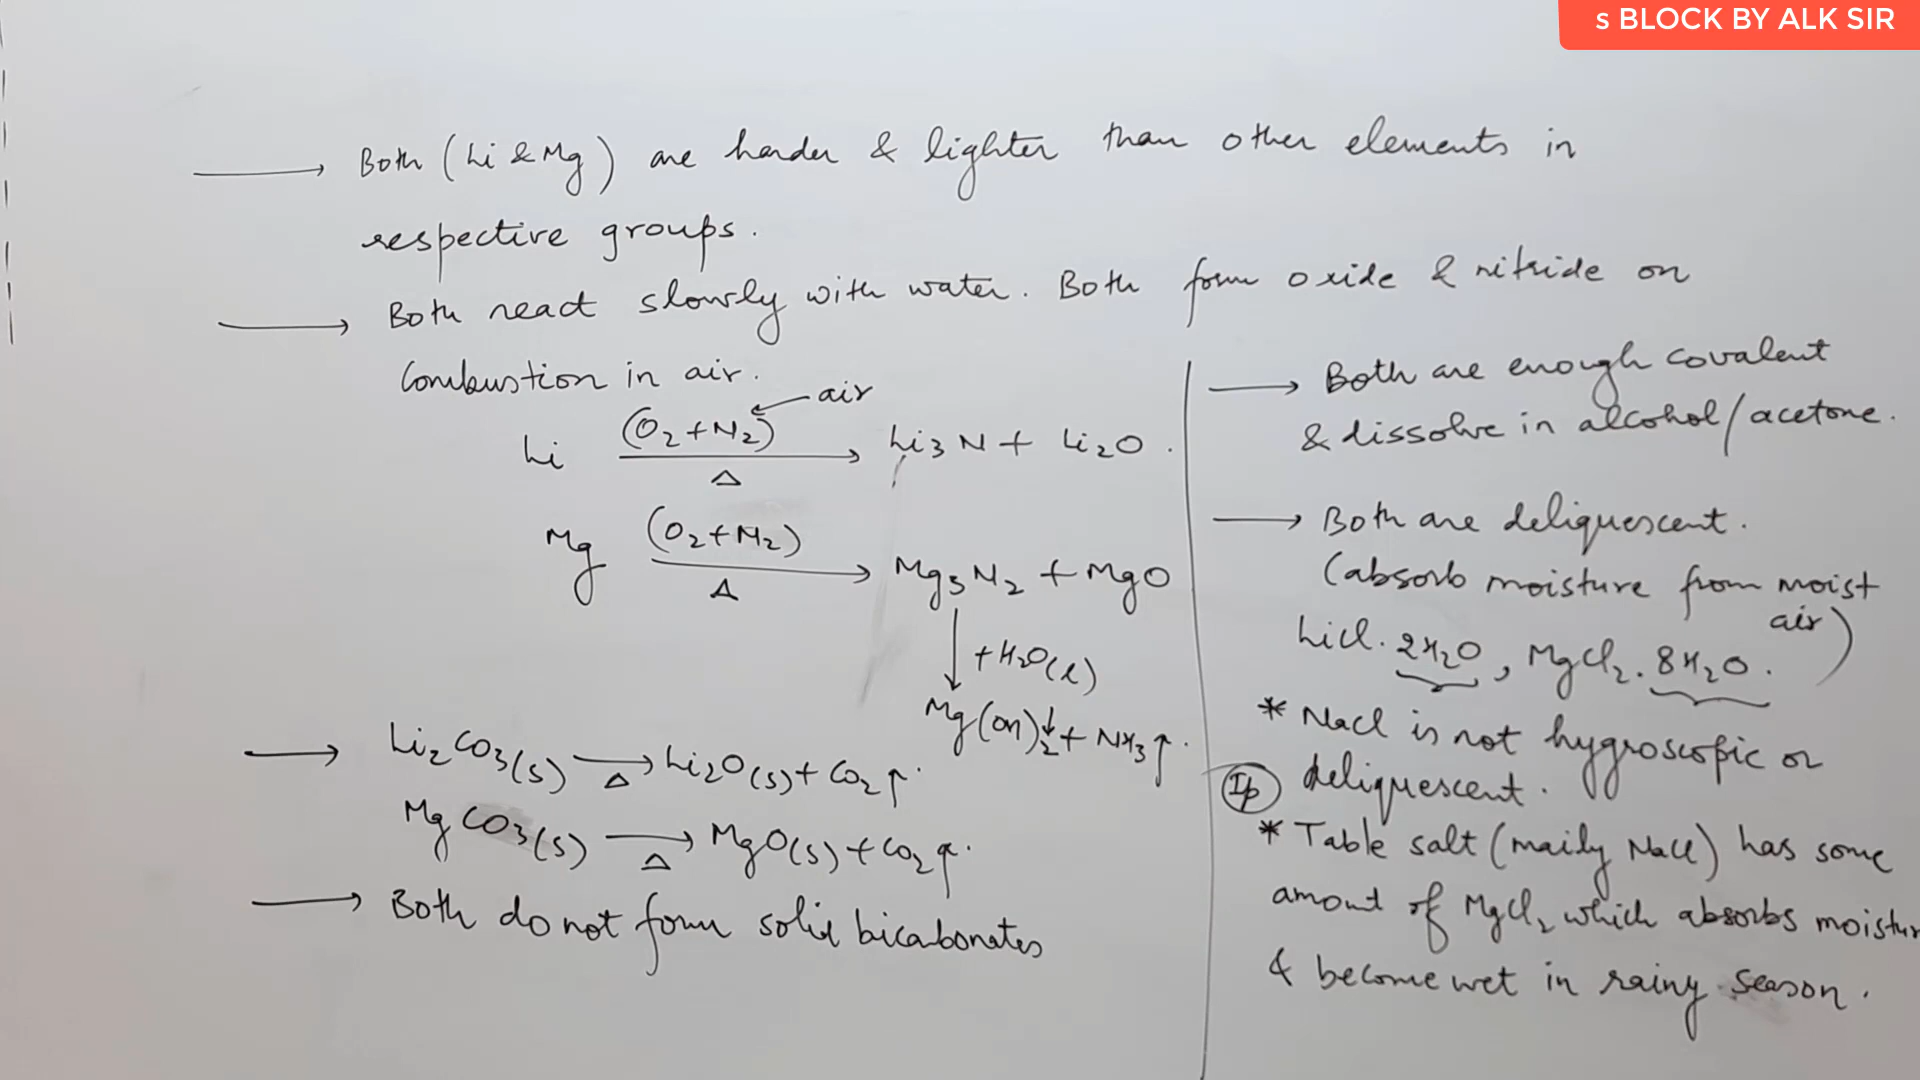 s BLOCK BY ALK SIR
→ Both (Li & Mg) are harder & lighter than other elements in
respective groups.
→ Both react slowly with water. Both form oxide & nitride on
Combustion in air.
Li (O₂+N₂) ← air →Δ Li₃N + Li₂O.
Mg (O₂+N₂) →Δ Mg₃N₂ + MgO
↓ +H₂O(l)
Mg(OH)₂↓ + NH₃↑.
→ Li₂CO₃(s) →Δ Li₂O(s) + CO₂↑.
MgCO₃(s) →Δ MgO(s) + CO₂↑.
→ Both do not form solid bicarbonates
→ Both are enough covalent
& dissolve in alcohol/acetone.
→ Both are deliquescent.
(absorb moisture from moist
air)
LiCl.2H₂O, MgCl₂.8H₂O.
* NaCl is not hygroscopic or
Ip deliquescent.
* Table salt (maily NaCl) has some
amount of MgCl₂ which absorbs moistur
& become wet in rainy season.